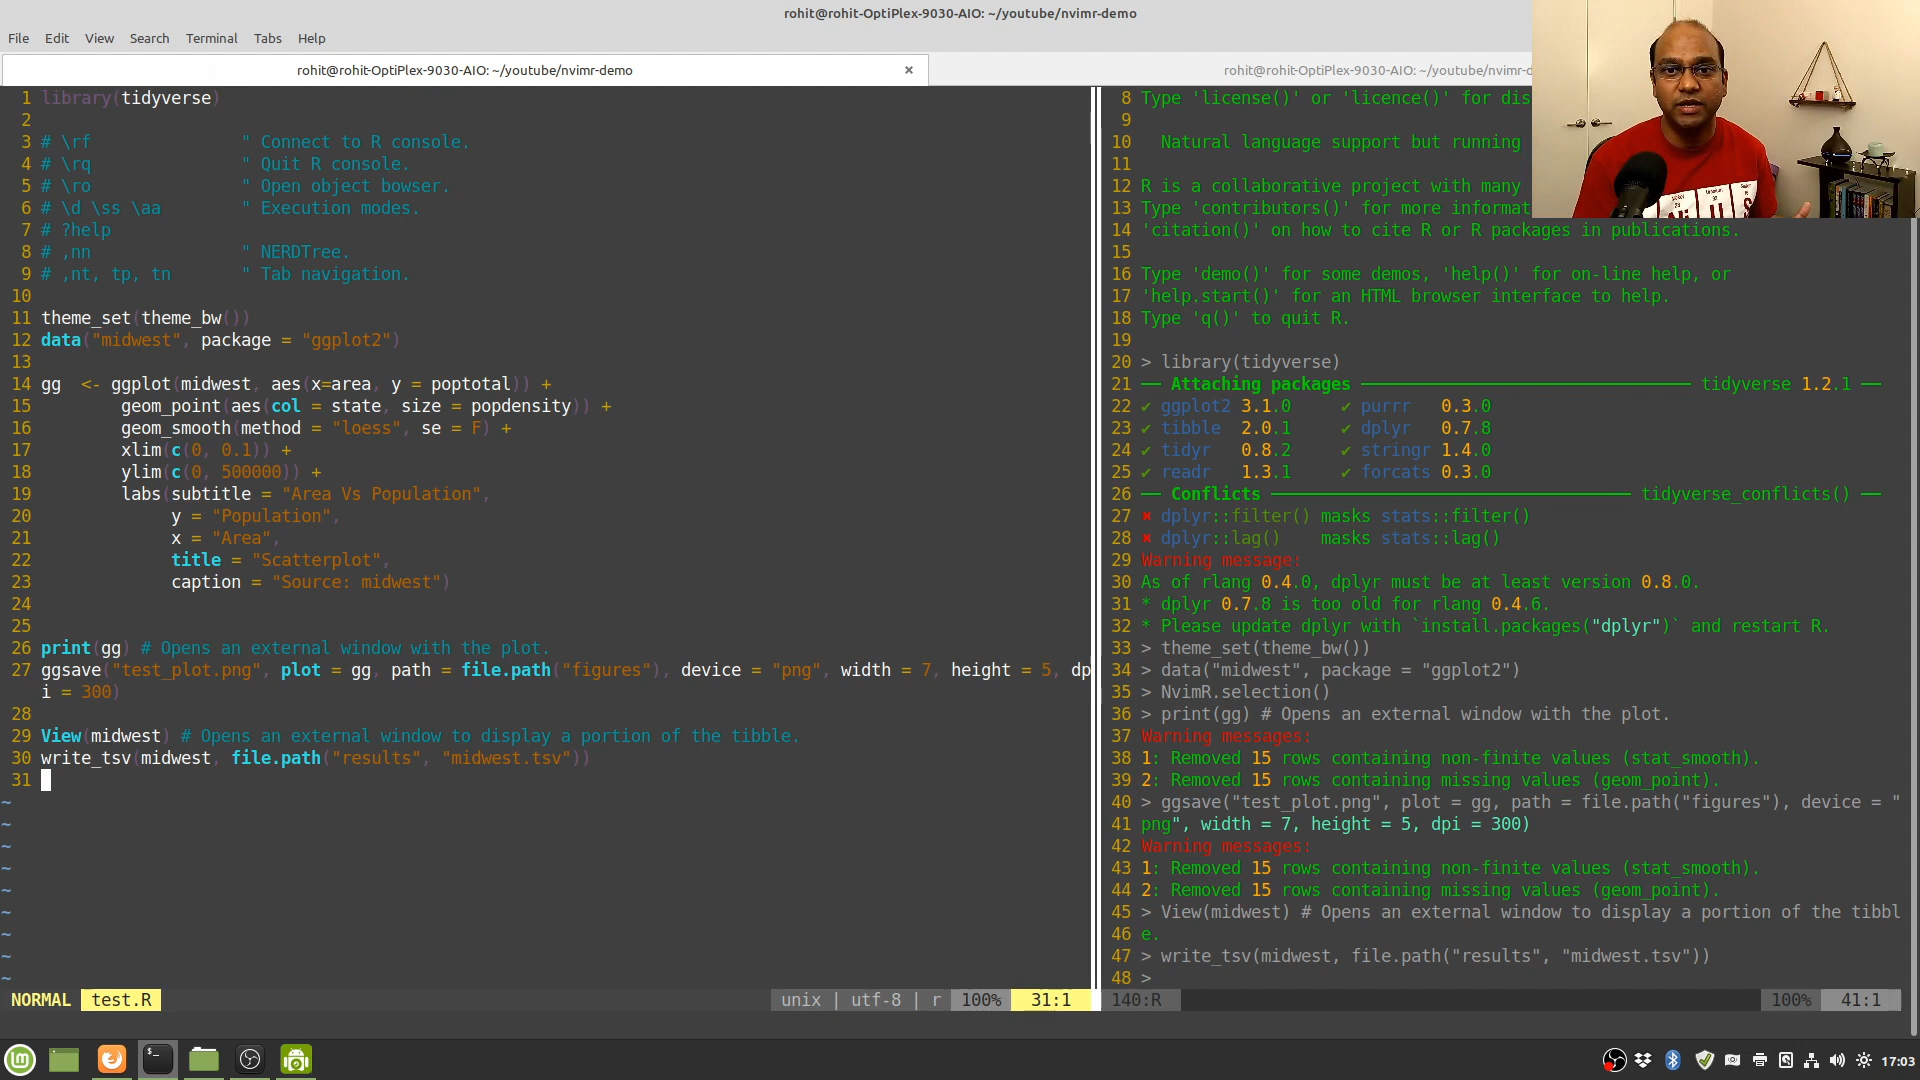 rohit@rohit-OptiPlex-9030-AIO: ~/youtube/nvimr-demo
File Edit View Search Terminal Tabs Help
rohit@rohit-OptiPlex-9030-AIO: ~/youtube/nvimr-demo ×
rohit@rohit-OptiPlex-9030-AIO: ~/youtube/nvimr-d
1 library(tidyverse)
2
3 # \rf " Connect to R console.
4 # \rq " Quit R console.
5 # \ro " Open object bowser.
6 # \d \ss \aa " Execution modes.
7 # ?help
8 # ,nn " NERDTree.
9 # ,nt, tp, tn " Tab navigation.
10
11 theme_set(theme_bw())
12 data("midwest", package = "ggplot2")
13
14 gg <- ggplot(midwest, aes(x=area, y = poptotal)) +
15 geom_point(aes(col = state, size = popdensity)) +
16 geom_smooth(method = "loess", se = F) +
17 xlim(c(0, 0.1)) +
18 ylim(c(0, 500000)) +
19 labs(subtitle = "Area Vs Population",
20 y = "Population",
21 x = "Area",
22 title = "Scatterplot",
23 caption = "Source: midwest")
24
25
26 print(gg) # Opens an external window with the plot.
27 ggsave("test_plot.png", plot = gg, path = file.path("figures"), device = "png", width = 7, height = 5, dp
i = 300)
28
29 View(midwest) # Opens an external window to display a portion of the tibble.
30 write_tsv(midwest, file.path("results", "midwest.tsv"))
31
~
~
~
~
~
~
~
~
~
NORMAL test.R unix | utf-8 | r 100% 31:1
8 Type 'license()' or 'licence()' for dis
9
10 Natural language support but running
11
12 R is a collaborative project with many
13 Type 'contributors()' for more informat
14 'citation()' on how to cite R or R packages in publications.
15
16 Type 'demo()' for some demos, 'help()' for on-line help, or
17 'help.start()' for an HTML browser interface to help.
18 Type 'q()' to quit R.
19
20 > library(tidyverse)
21 ── Attaching packages ── tidyverse 1.2.1 ──
22 ✔ ggplot2 3.1.0 ✔ purrr 0.3.0
23 ✔ tibble 2.0.1 ✔ dplyr 0.7.8
24 ✔ tidyr 0.8.2 ✔ stringr 1.4.0
25 ✔ readr 1.3.1 ✔ forcats 0.3.0
26 ── Conflicts ── tidyverse_conflicts() ──
27 ✖ dplyr::filter() masks stats::filter()
28 ✖ dplyr::lag() masks stats::lag()
29 Warning message:
30 As of rlang 0.4.0, dplyr must be at least version 0.8.0.
31 * dplyr 0.7.8 is too old for rlang 0.4.6.
32 * Please update dplyr with `install.packages("dplyr")` and restart R.
33 > theme_set(theme_bw())
34 > data("midwest", package = "ggplot2")
35 > NvimR.selection()
36 > print(gg) # Opens an external window with the plot.
37 Warning messages:
38 1: Removed 15 rows containing non-finite values (stat_smooth).
39 2: Removed 15 rows containing missing values (geom_point).
40 > ggsave("test_plot.png", plot = gg, path = file.path("figures"), device = "
41 png", width = 7, height = 5, dpi = 300)
42 Warning messages:
43 1: Removed 15 rows containing non-finite values (stat_smooth).
44 2: Removed 15 rows containing missing values (geom_point).
45 > View(midwest) # Opens an external window to display a portion of the tibbl
46 e.
47 > write_tsv(midwest, file.path("results", "midwest.tsv"))
48 >
140:R 100% 41:1
17:03